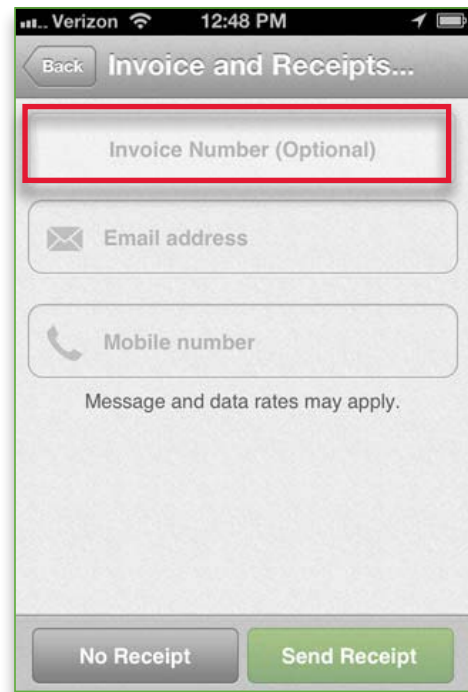 Verizon 12:48 PM
Back Invoice and Receipts...
Invoice Number (Optional)
Email address
Mobile number
Message and data rates may apply.
No Receipt Send Receipt